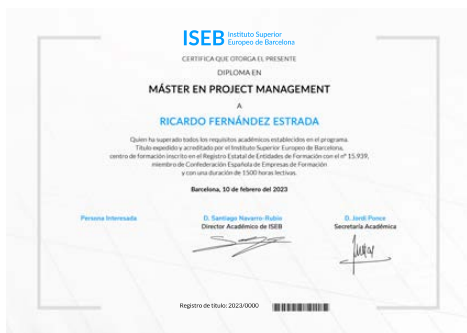 ISEB Instituto Superior
Europeo de Barcelona
CERTIFICA QUE OTORGA EL PRESENTE
DIPLOMA EN
MÁSTER EN PROJECT MANAGEMENT
A
RICARDO FERNÁNDEZ ESTRADA
Quien ha superado todos los requisitos académicos establecidos en el programa.
Título expedido y acreditado por el Instituto Superior Europeo de Barcelona,
centro de formación inscrito en el Registro Estatal de Entidades de Formación con el nº 15.939,
miembro de Confederación Española de Empresas de Formación
y con una duración de 1500 horas lectivas.
Barcelona, 10 de febrero del 2023
Persona Interesada
D. Santiago Navarro-Rubio
D. Jordi Ponce
Director Académico de ISEB
Secretaría Académica
Registro de título: 2023/0000